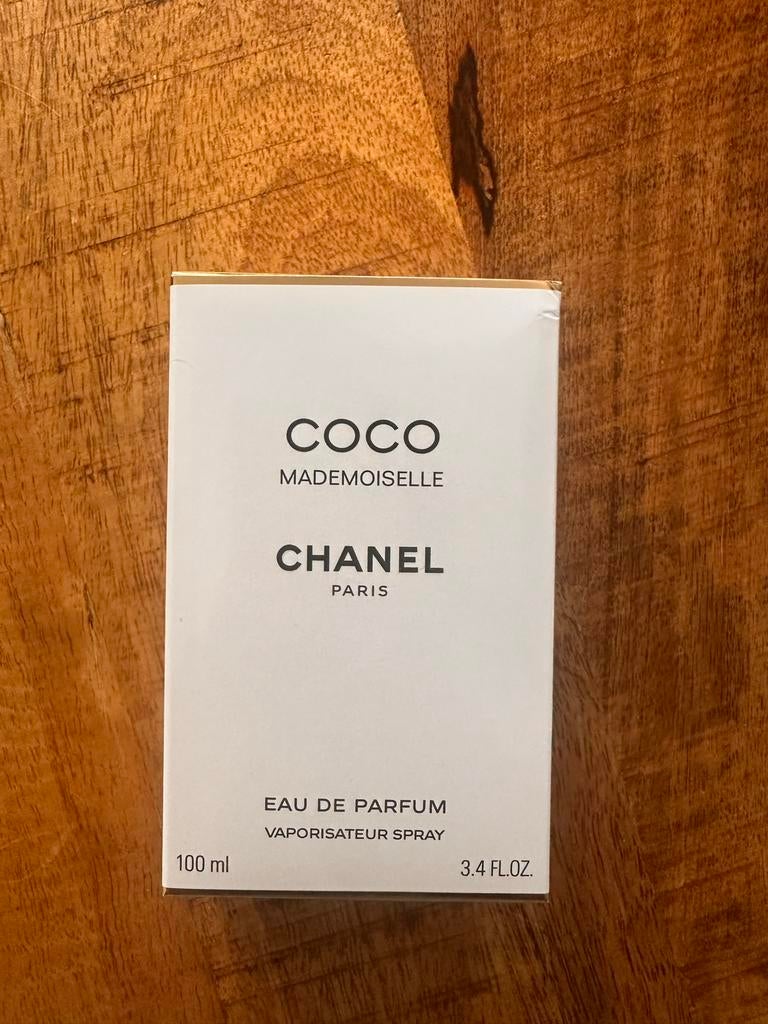 COCO
MADEMOISELLE
CHANEL
PARIS
EAU DE PARFUM
VAPORISATEUR SPRAY
100 ml 3.4 FL.OZ.